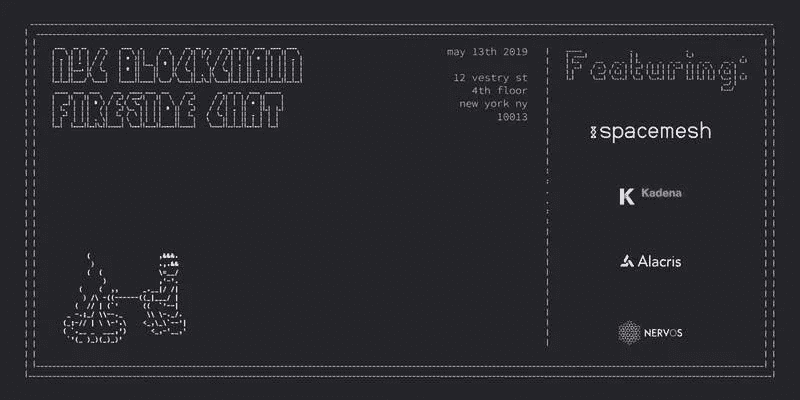 NYC BLOCKCHAIN
FIRESIDE CHAT
may 13th 2019
12 vestry st
4th floor
new york ny
10013
Featuring:
spacemesh
Kadena
Alacris
NERVOS